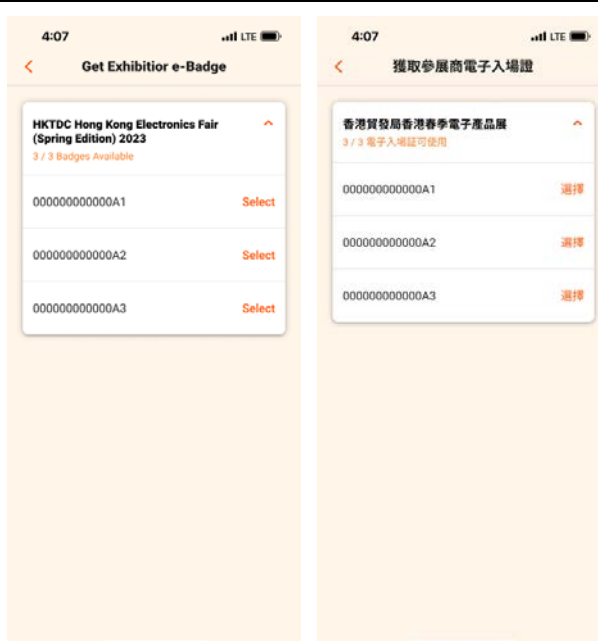 4:07
LTE
Get Exhibitior e-Badge
HKTDC Hong Kong Electronics Fair
(Spring Edition) 2023
3 / 3 Badges Available
000000000000A1 Select
000000000000A2 Select
000000000000A3 Select
4:07
LTE
獲取參展商電子入場證
香港貿發局香港春季電子產品展
3 / 3 電子入場証可使用
000000000000A1 選擇
000000000000A2 選擇
000000000000A3 選擇